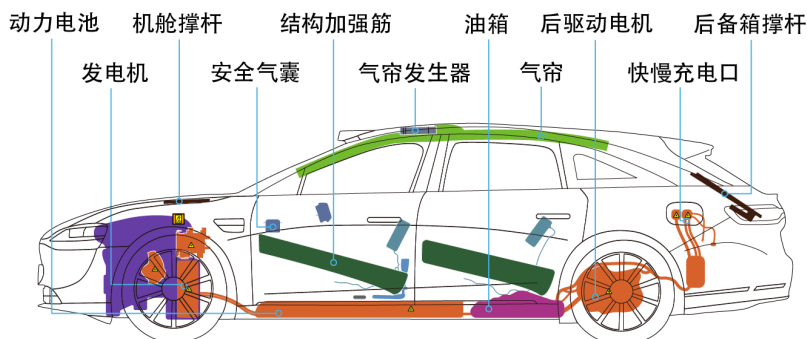 动力电池
机舱撑杆
结构加强筋
油箱
后驱动电机
后备箱撑杆
发电机
安全气囊
气帘发生器
气帘
快慢充电口